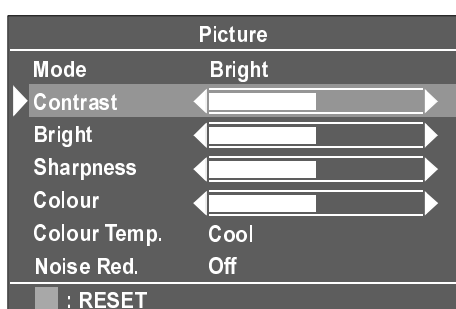 Picture
Mode Bright
Contrast
Bright
Sharpness
Colour
Colour Temp. Cool
Noise Red. Off
: RESET